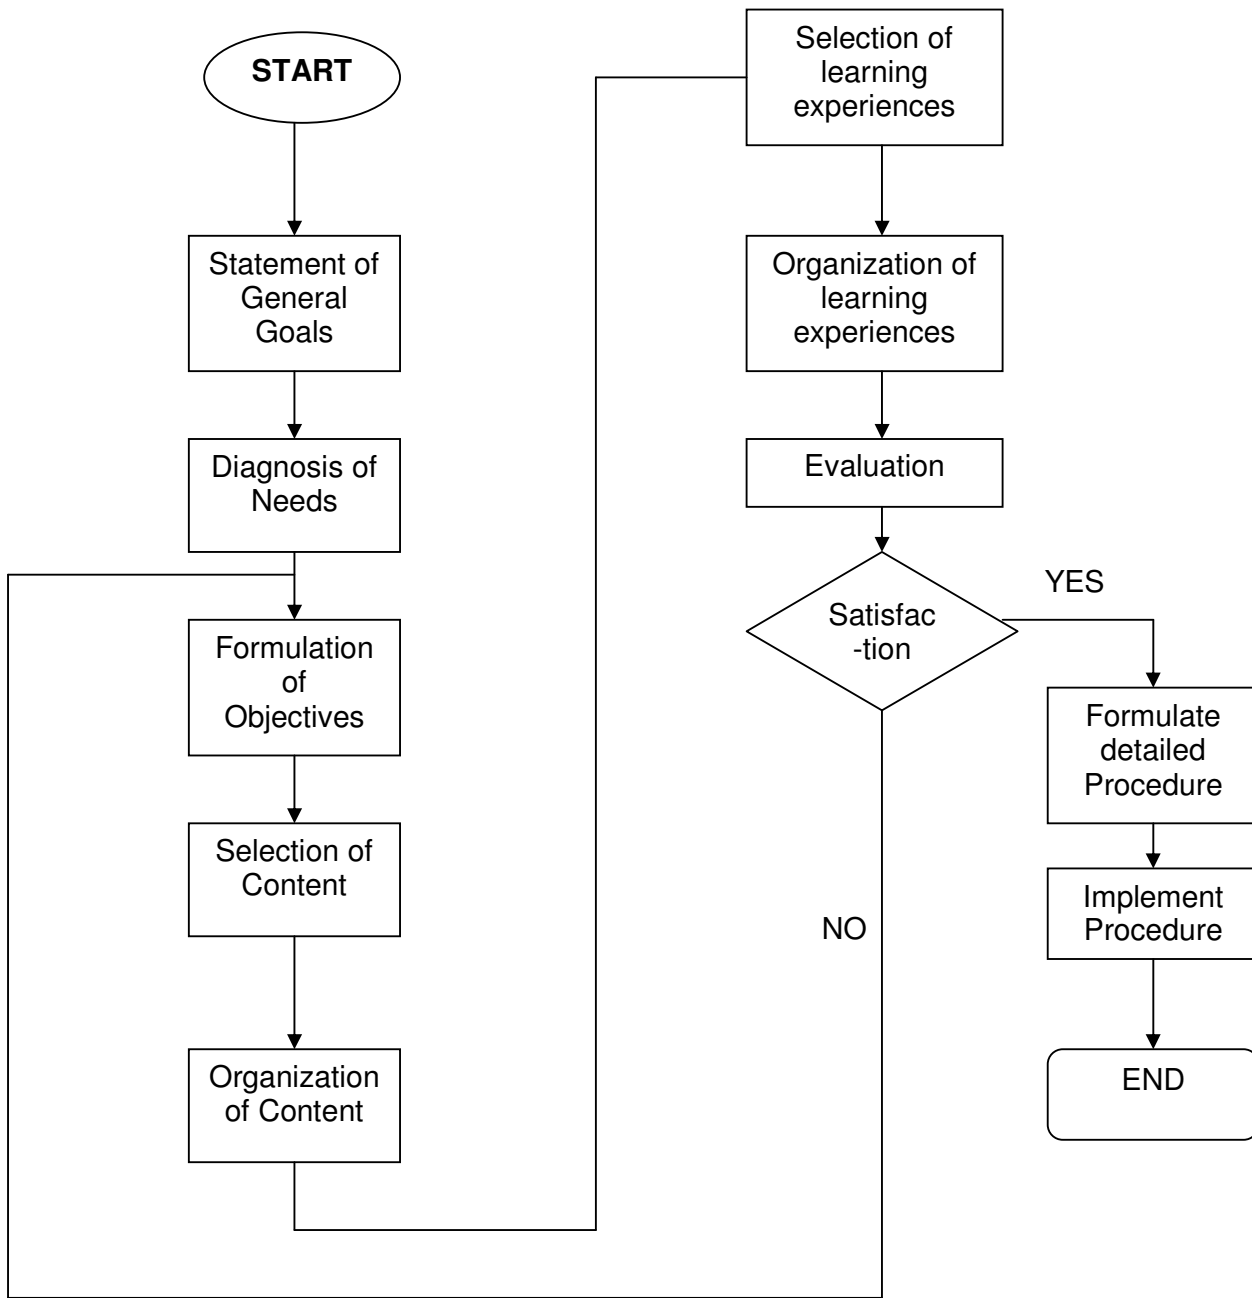 START
Statement of
General
Goals
Diagnosis of
Needs
Formulation
of
Objectives
Selection of
Content
Organization
of Content
Selection of
learning
experiences
Organization of
learning
experiences
Evaluation
Satisfac
-tion
YES
NO
Formulate
detailed
Procedure
Implement
Procedure
END